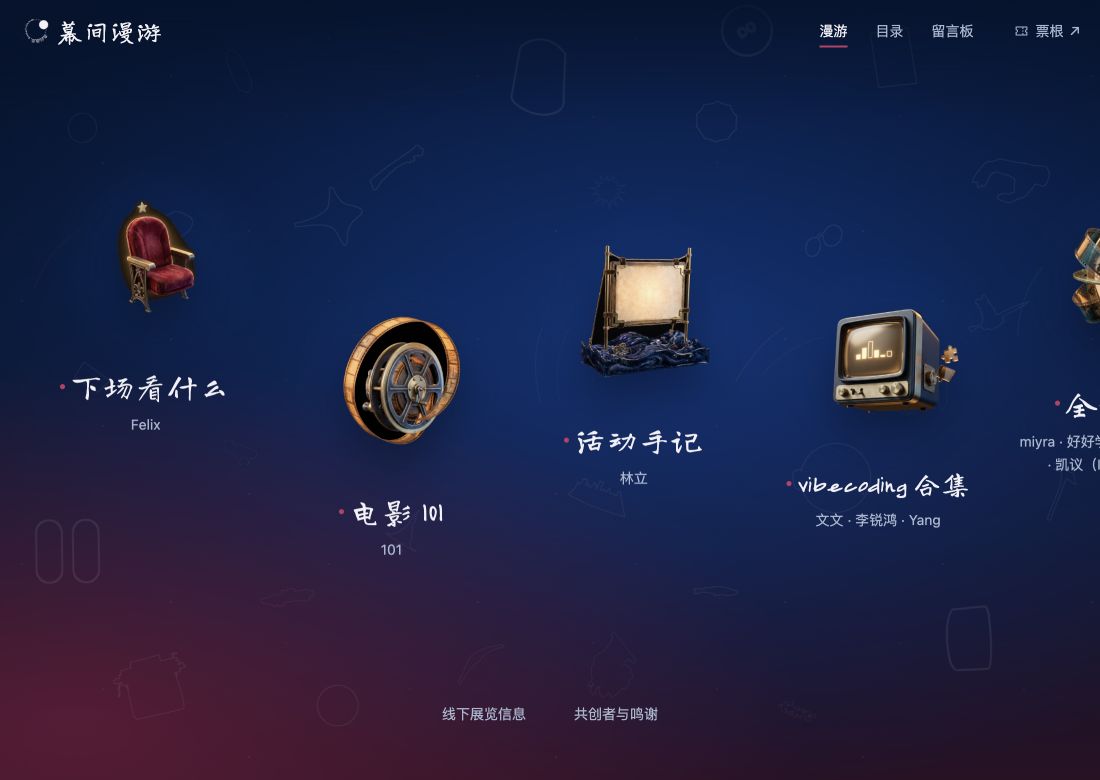 幕间漫游
漫游
目录
留言板
票根
下场看什么
Felix
电影 101
101
活动手记
林立
vibecoding 合集
文文 · 李锐鸿 · Yang
全
miyra · 好好学
· 凯议
线下展览信息
共创者与鸣谢